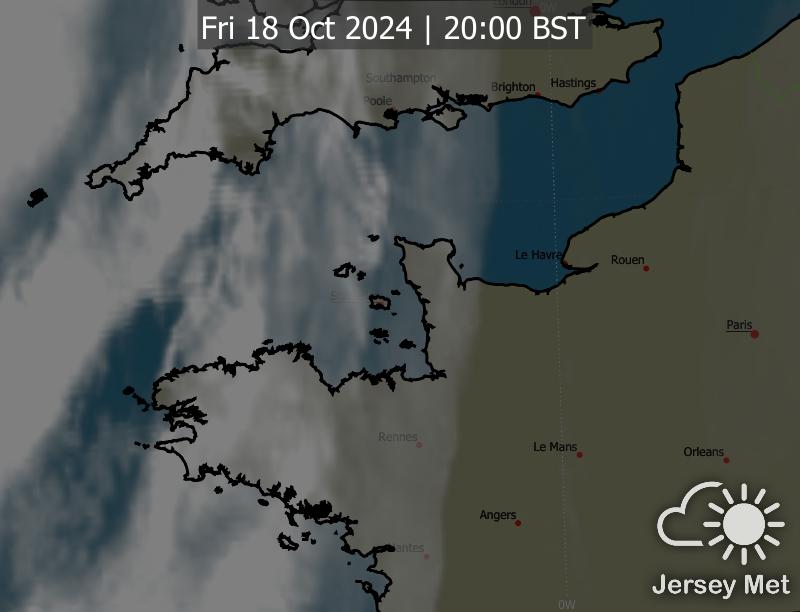 London
0W
Fri 18 Oct 2024 | 20:00 BST
Southampton
Brighton
Hastings
Poole
Le Havre
Rouen
Paris
Rennes
Le Mans
Orleans
Angers
Nantes
Jersey Met
0W